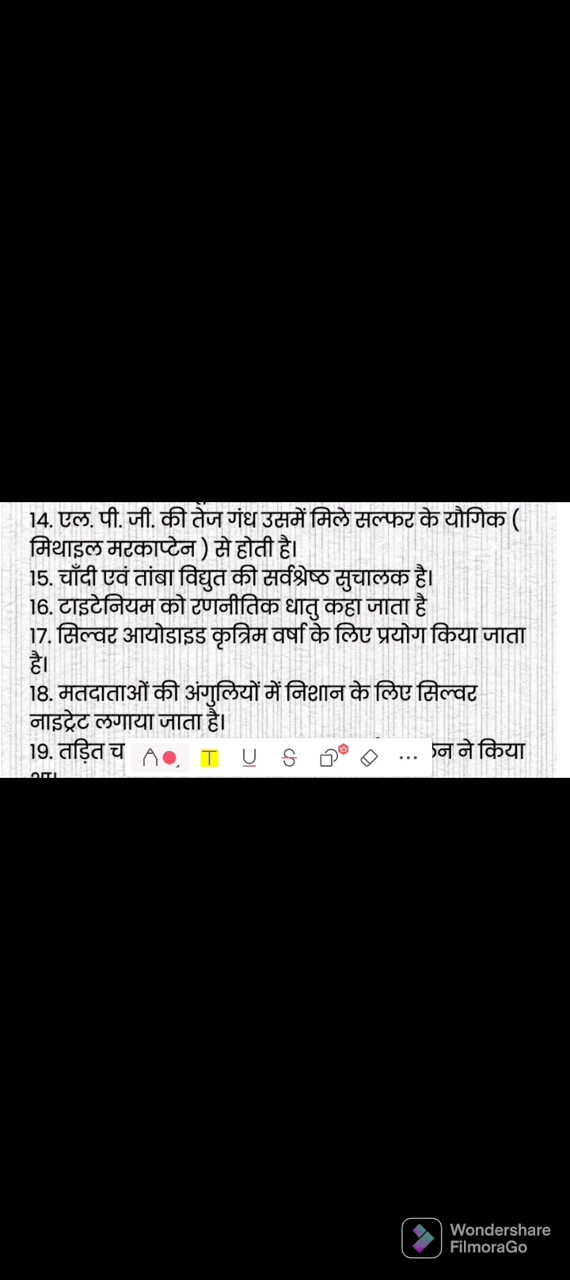 14. एल. पी. जी. की तेज गंध उसमें मिले सल्फर के यौगिक (
मिथाइल मरकाप्टेन ) से होती है।
15. चाँदी एवं तांबा विद्युत की सर्वश्रेष्ठ सुचालक है।
16. टाइटेनियम को रणनीतिक धातु कहा जाता है
17. सिल्वर आयोडाइड कृत्रिम वर्षा के लिए प्रयोग किया जाता
है।
18. मतदाताओं की अंगुलियों में निशान के लिए सिल्वर
नाइट्रेट लगाया जाता है।
19. तड़ित ने किया
T U S
Wondershare
FilmoraGo